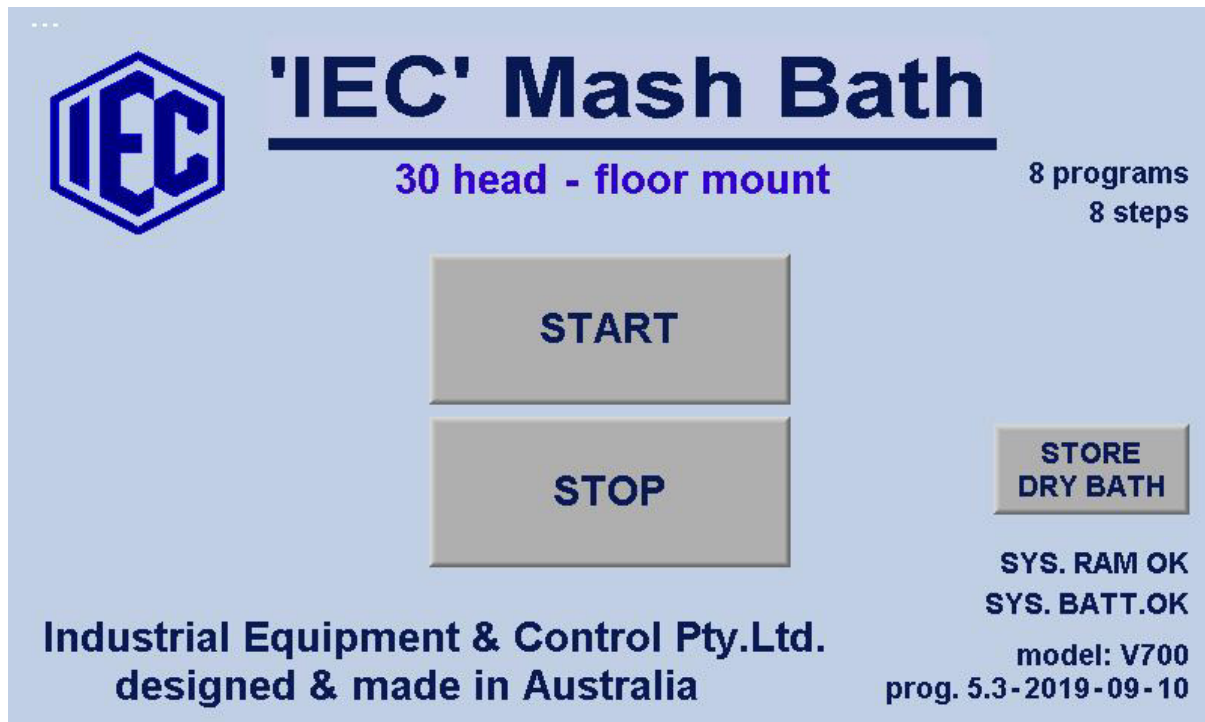 ...
IEC
'IEC' Mash Bath
30 head - floor mount
8 programs
8 steps
START
STOP
STORE
DRY BATH
SYS. RAM OK
SYS. BATT.OK
Industrial Equipment & Control Pty.Ltd.
designed & made in Australia
model: V700
prog. 5.3-2019-09-10